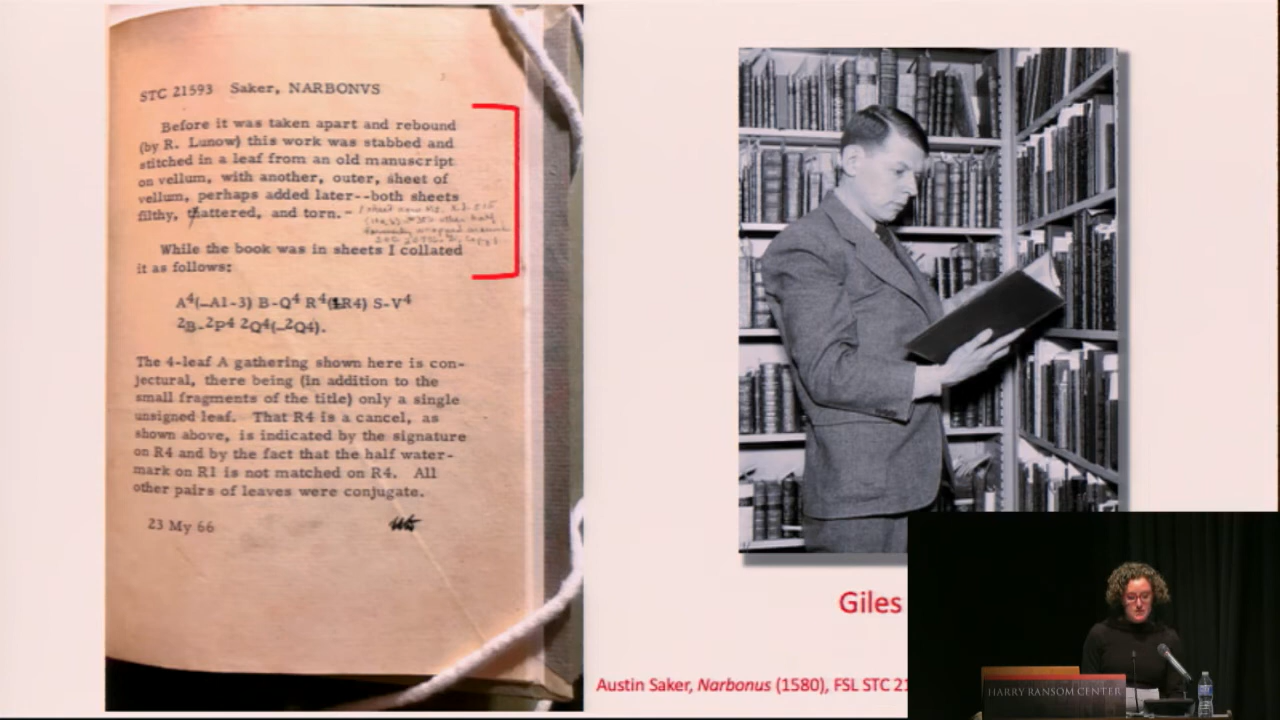 STC 21593 Saker, NARBONVS
Before it was taken apart and rebound
(by R. Lunow) this work was stabbed and
stitched in a leaf from an old manuscript
on vellum, with another, outer, sheet of
vellum, perhaps added later--both sheets
filthy, thattered, and torn. -
While the book was in sheets I collated
it as follows:
A⁴(-A1-3) B-Q⁴ R⁴(R4) S-V⁴
²B-²P⁴ ²Q⁴(-²Q4).
The 4-leaf A gathering shown here is con-
jectural, there being (in addition to the
small fragments of the title) only a single
unsigned leaf. That R4 is a cancel, as
shown above, is indicated by the signature
on R4 and by the fact that the half water-
mark on R1 is not matched on R4. All
other pairs of leaves were conjugate.
23 My 66
Giles
Austin Saker, Narbonus (1580), FSL STC 21
HARRY RANSOM CENTER